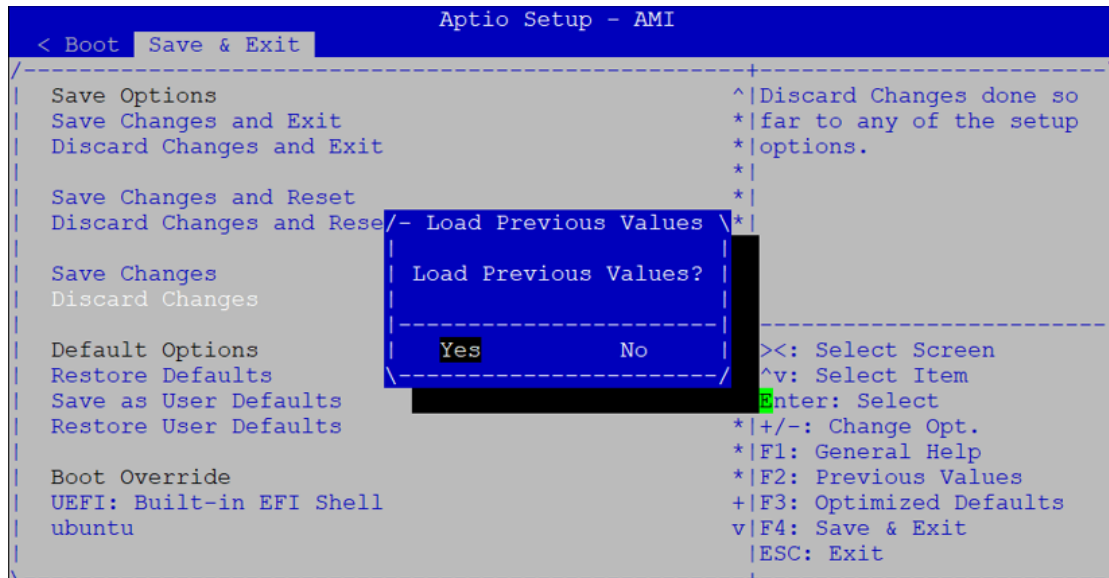 Aptio Setup - AMI
< Boot Save & Exit
Save Options
Save Changes and Exit
Discard Changes and Exit
Save Changes and Reset
Discard Changes and Rese
Save Changes
Discard Changes
Default Options
Restore Defaults
Save as User Defaults
Restore User Defaults
Boot Override
UEFI: Built-in EFI Shell
ubuntu
Load Previous Values
Load Previous Values?
Yes No
Discard Changes done so
far to any of the setup
options.
><: Select Screen
^v: Select Item
Enter: Select
+/-: Change Opt.
F1: General Help
F2: Previous Values
F3: Optimized Defaults
F4: Save & Exit
ESC: Exit